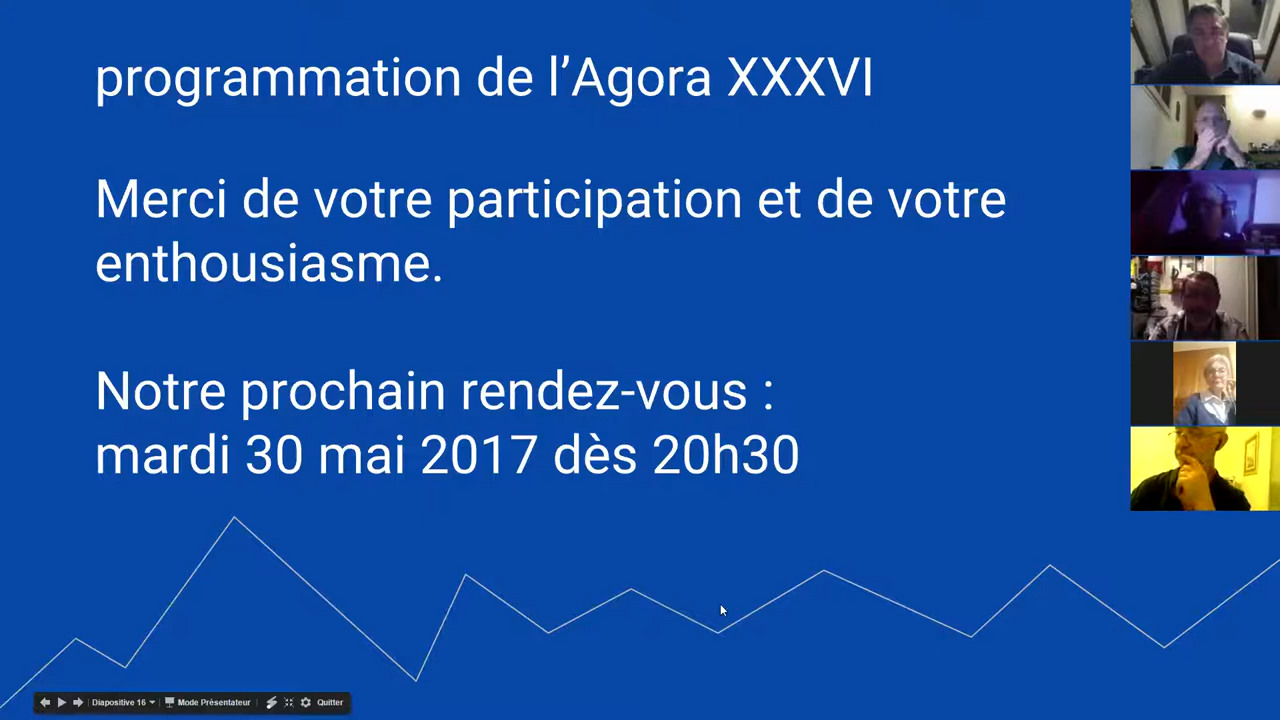 programmation de l’Agora XXXVI
Merci de votre participation et de votre
enthousiasme.
Notre prochain rendez-vous :
mardi 30 mai 2017 dès 20h30
Diapositive 16
Mode Présentateur
Quitter